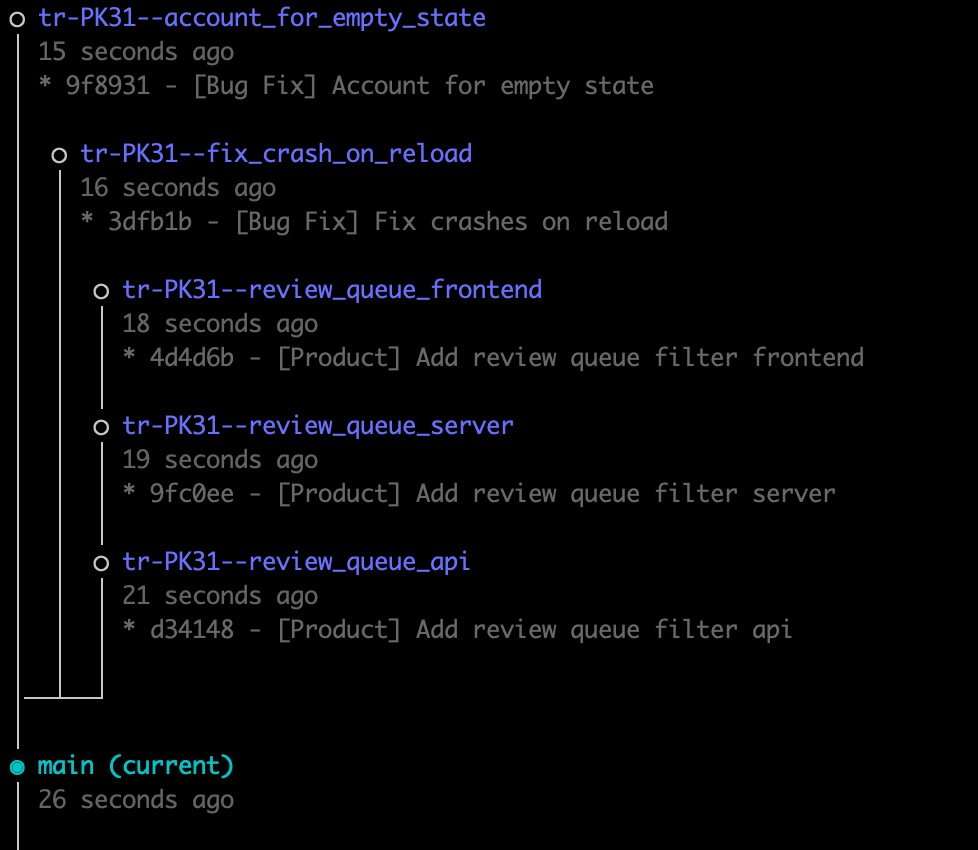 tr-PK31--account_for_empty_state
15 seconds ago
* 9f8931 - [Bug Fix] Account for empty state
tr-PK31--fix_crash_on_reload
16 seconds ago
* 3dfb1b - [Bug Fix] Fix crashes on reload
tr-PK31--review_queue_frontend
18 seconds ago
* 4d4d6b - [Product] Add review queue filter frontend
tr-PK31--review_queue_server
19 seconds ago
* 9fc0ee - [Product] Add review queue filter server
tr-PK31--review_queue_api
21 seconds ago
* d34148 - [Product] Add review queue filter api
main (current)
26 seconds ago